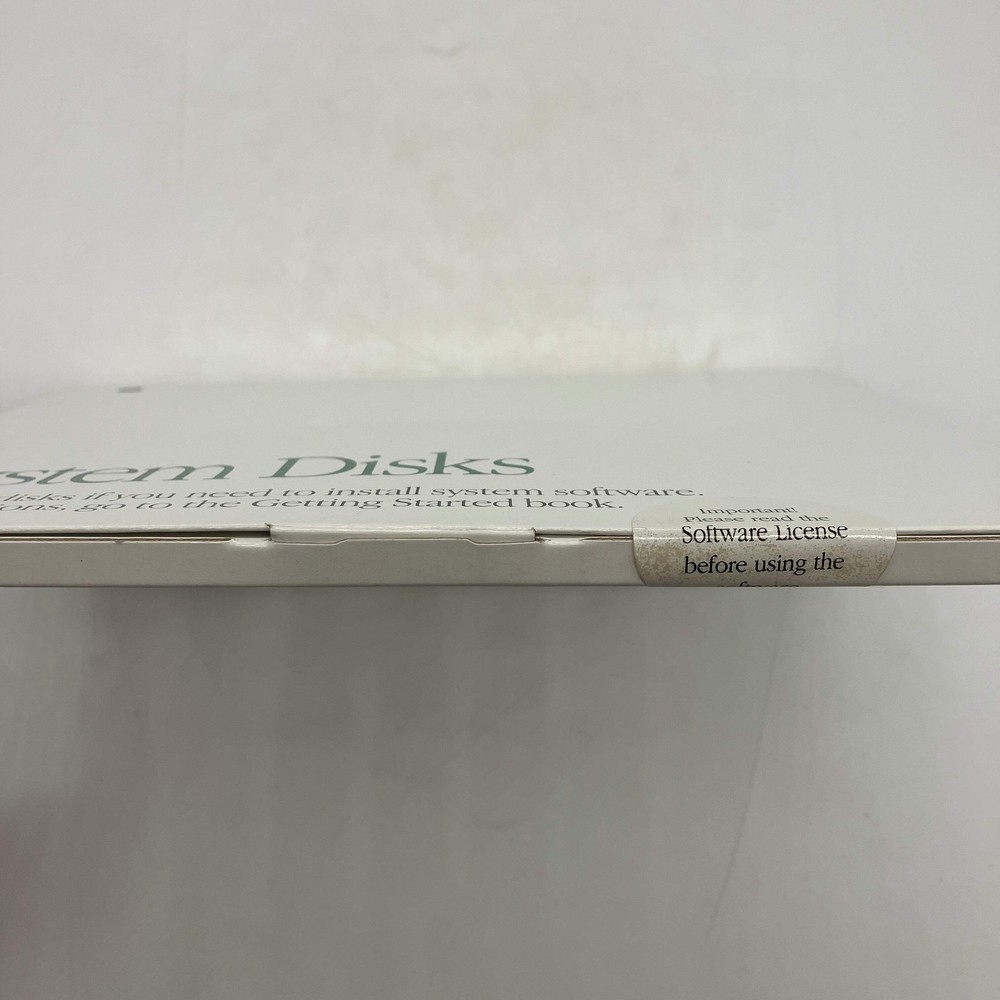 stem Disks
disks if you need to install system software.
ons, go to the Getting Started book.
Important!
Please read the
Software License
before using the